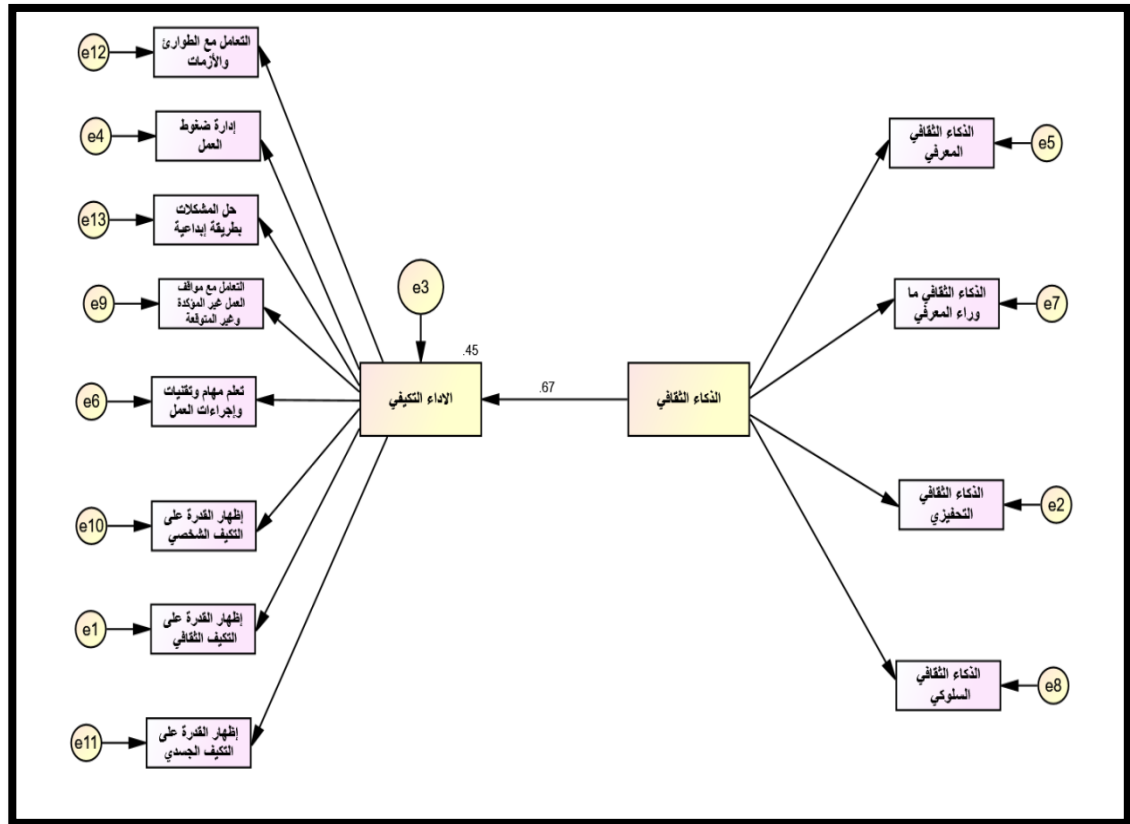 e12
التعامل مع الطوارئ
والأزمات
e4
إدارة ضغوط
العمل
e13
حل المشكلات
بطريقة إبداعية
e9
التعامل مع مواقف
العمل غير المؤكدة
وغير المتوقعة
e6
تعلم مهام وتقنيات
وإجراءات العمل
e10
إظهار القدرة على
التكيف الشخصي
e1
إظهار القدرة على
التكيف الثقافي
e11
إظهار القدرة على
التكيف الجسدي
e3
.45
الاداء التكيفي
.67
الذكاء الثقافي
الذكاء الثقافي
المعرفي
e5
الذكاء الثقافي ما
وراء المعرفي
e7
الذكاء الثقافي
التحفيزي
e2
الذكاء الثقافي
السلوكي
e8